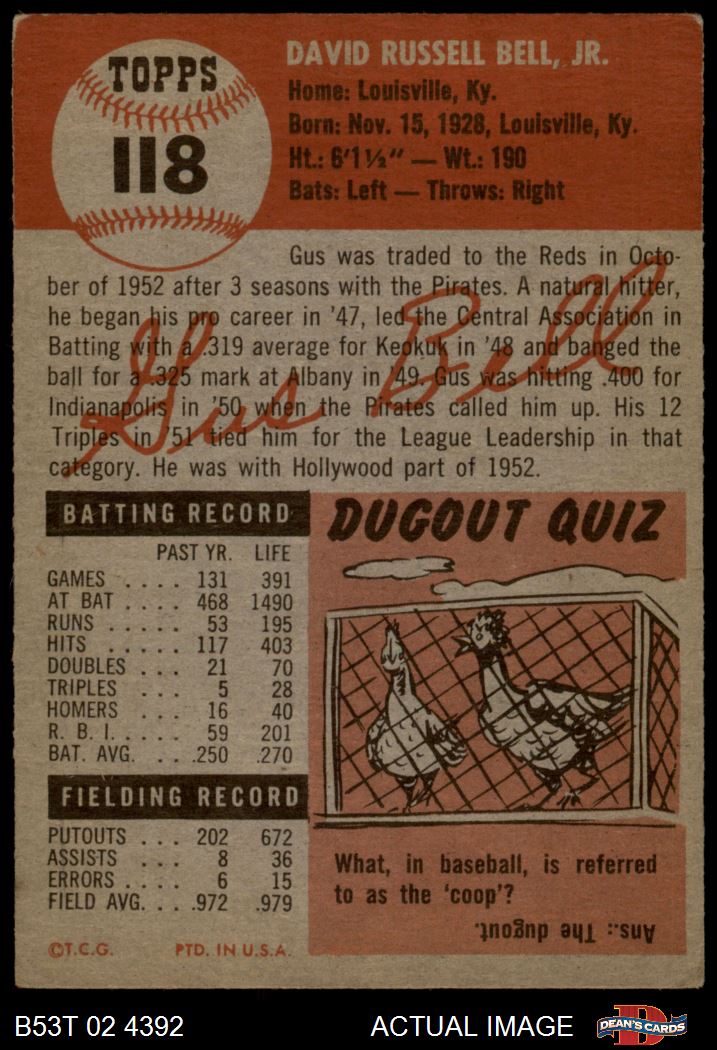 TOPPS
118
DAVID RUSSELL BELL, JR.
Home: Louisville, Ky.
Born: Nov. 15, 1928, Louisville, Ky.
Ht.: 6'1½" — Wt.: 190
Bats: Left — Throws: Right
Gus was traded to the Reds in Octo-
ber of 1952 after 3 seasons with the Pirates. A natural hitter,
he began his pro career in '47, led the Central Association in
Batting with a .319 average for Keokuk in '48 and banged the
ball for a .325 mark at Albany in '49. Gus was hitting .400 for
Indianapolis in '50 when the Pirates called him up. His 12
Triples in '51 tied him for the League Leadership in that
category. He was with Hollywood part of 1952.
Gus Bell
BATTING RECORD
PAST YR. LIFE
GAMES .... 131 391
AT BAT .... 468 1490
RUNS ..... 53 195
HITS ..... 117 403
DOUBLES ... 21 70
TRIPLES ... 5 28
HOMERS ... 16 40
R. B. I. .... 59 201
BAT. AVG. ... .250 .270
FIELDING RECORD
PUTOUTS ... 202 672
ASSISTS ... 8 36
ERRORS .... 6 15
FIELD AVG. .. .972 .979
©T.C.G. PTD. IN U.S.A.
DUGOUT QUIZ
What, in baseball, is referred
to as the 'coop'?
Ans.: The dugout.
B53T 02 4392
ACTUAL IMAGE
D
DEAN'S CARDS